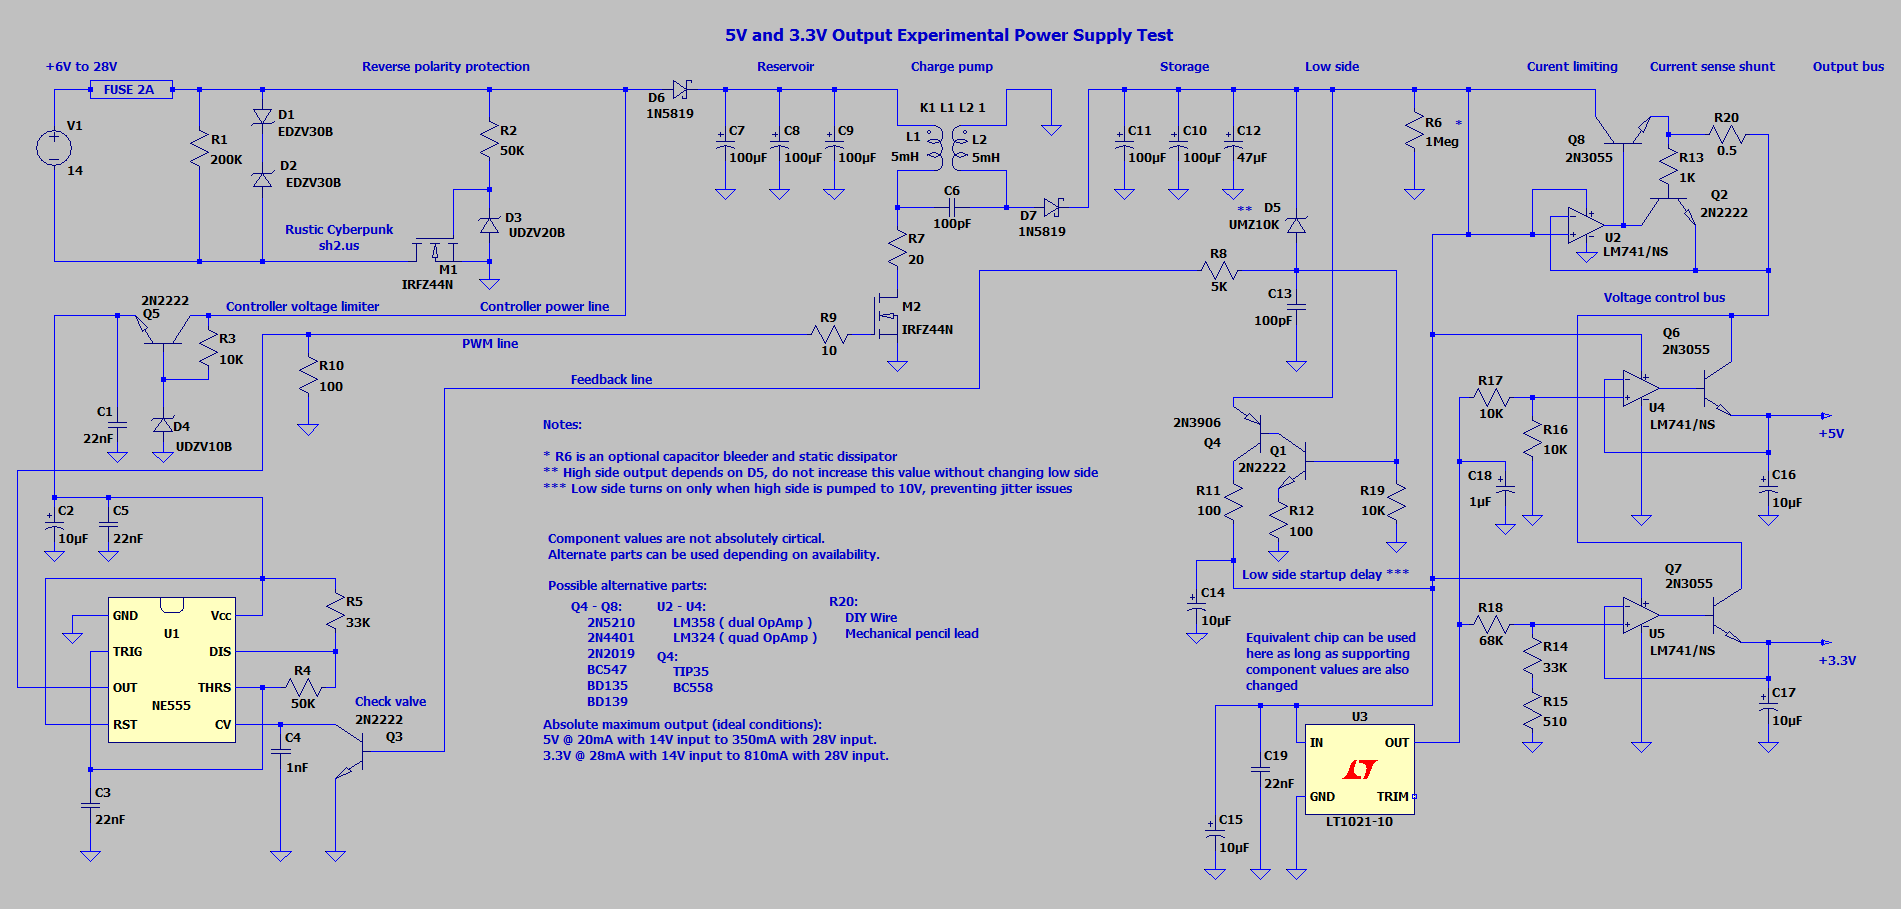 5V and 3.3V Output Experimental Power Supply Test
+6V to 28V
Reverse polarity protection
Reservoir
Charge pump
Storage
Low side
Curent limiting
Current sense shunt
Output bus
FUSE 2A
V1
14
R1
200K
D1
EDZV30B
D2
EDZV30B
R2
50K
D3
UDZV20B
Rustic Cyberpunk
sh2.us
M1
IRFZ44N
D6
1N5819
C7
100µF
C8
100µF
C9
100µF
K1 L1 L2 1
L1
5mH
L2
5mH
C6
100pF
D7
1N5819
R7
20
M2
IRFZ44N
R9
10
C11
100µF
C10
100µF
C12
47µF
** D5
UMZ10K
R8
5K
C13
100pF
R6 *
1Meg
Q8
2N3055
R20
0.5
R13
1K
Q2
2N2222
U2
LM741/NS
Voltage control bus
2N2222
Q5
Controller voltage limiter
Controller power line
R3
10K
PWM line
R10
100
Feedback line
C1
22nF
D4
UDZV10B
Q6
2N3055
R17
10K
U4
LM741/NS
R16
10K
+5V
C18
1µF
C16
10µF
Notes:
* R6 is an optional capacitor bleeder and static dissipator
** High side output depends on D5, do not increase this value without changing low side
*** Low side turns on only when high side is pumped to 10V, preventing jitter issues
2N3906
Q4
Q1
2N2222
R11
100
R12
100
R19
10K
C2
10µF
C5
22nF
Component values are not absolutely cirtical.
Alternate parts can be used depending on availability.
Possible alternative parts:
Q4 - Q8:
2N5210
2N4401
2N2019
BC547
BD135
BD139
U2 - U4:
LM358 ( dual OpAmp )
LM324 ( quad OpAmp )
Q4:
TIP35
BC558
R20:
DIY Wire
Mechanical pencil lead
Absolute maximum output (ideal conditions):
5V @ 20mA with 14V input to 350mA with 28V input.
3.3V @ 28mA with 14V input to 810mA with 28V input.
Low side startup delay ***
C14
10µF
Equivalent chip can be used
here as long as supporting
component values are also
changed
Q7
2N3055
R18
68K
U5
LM741/NS
R14
33K
R15
510
+3.3V
C17
10µF
GND
Vcc
U1
TRIG
DIS
OUT
THRS
NE555
RST
CV
R5
33K
R4
50K
Check valve
2N2222
Q3
C4
1nF
C3
22nF
U3
IN
OUT
GND
TRIM
LT1021-10
C19
22nF
C15
10µF